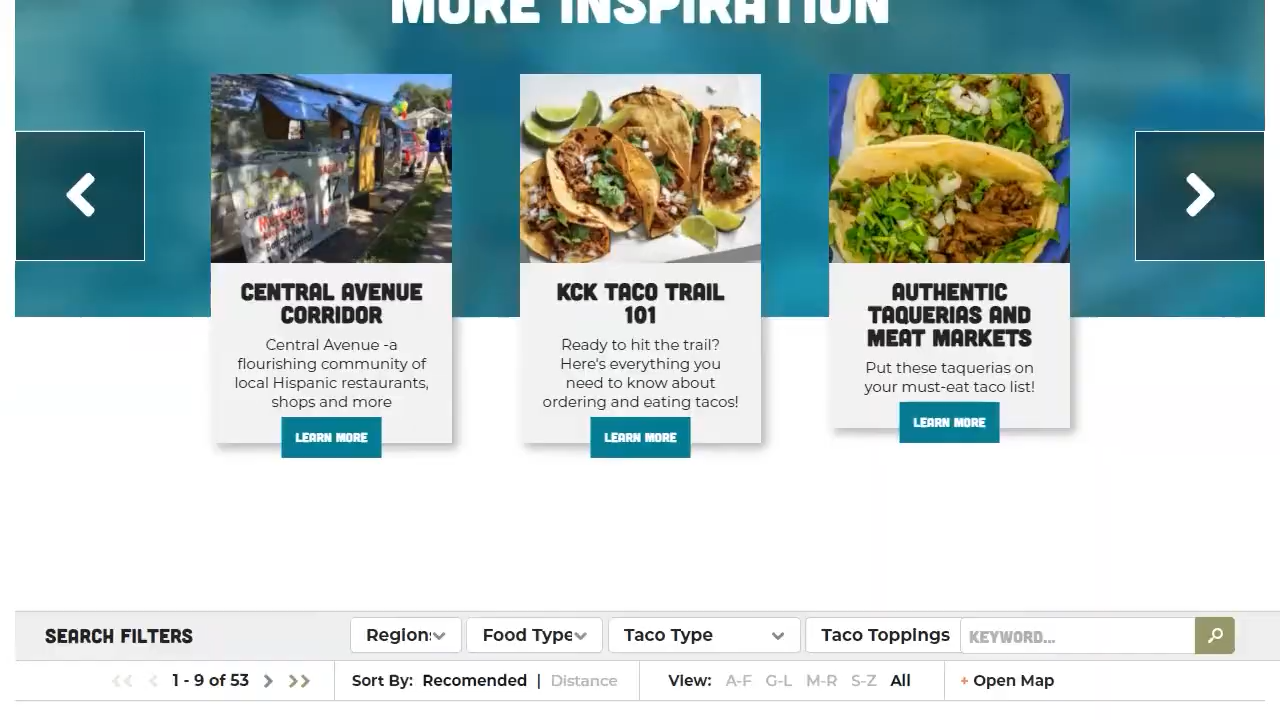 MORE INSPIRATION
Mercado
CENTRAL AVENUE
CORRIDOR
Central Avenue -a
flourishing community of
local Hispanic restaurants,
shops and more
LEARN MORE
KCK TACO TRAIL
101
Ready to hit the trail?
Here's everything you
need to know about
ordering and eating tacos!
LEARN MORE
AUTHENTIC
TAQUERIAS AND
MEAT MARKETS
Put these taquerias on
your must-eat taco list!
LEARN MORE
SEARCH FILTERS
Region
Food Type
Taco Type
Taco Toppings
KEYWORD...
1 - 9 of 53
Sort By: Recomended | Distance
View: A-F G-L M-R S-Z All
+ Open Map